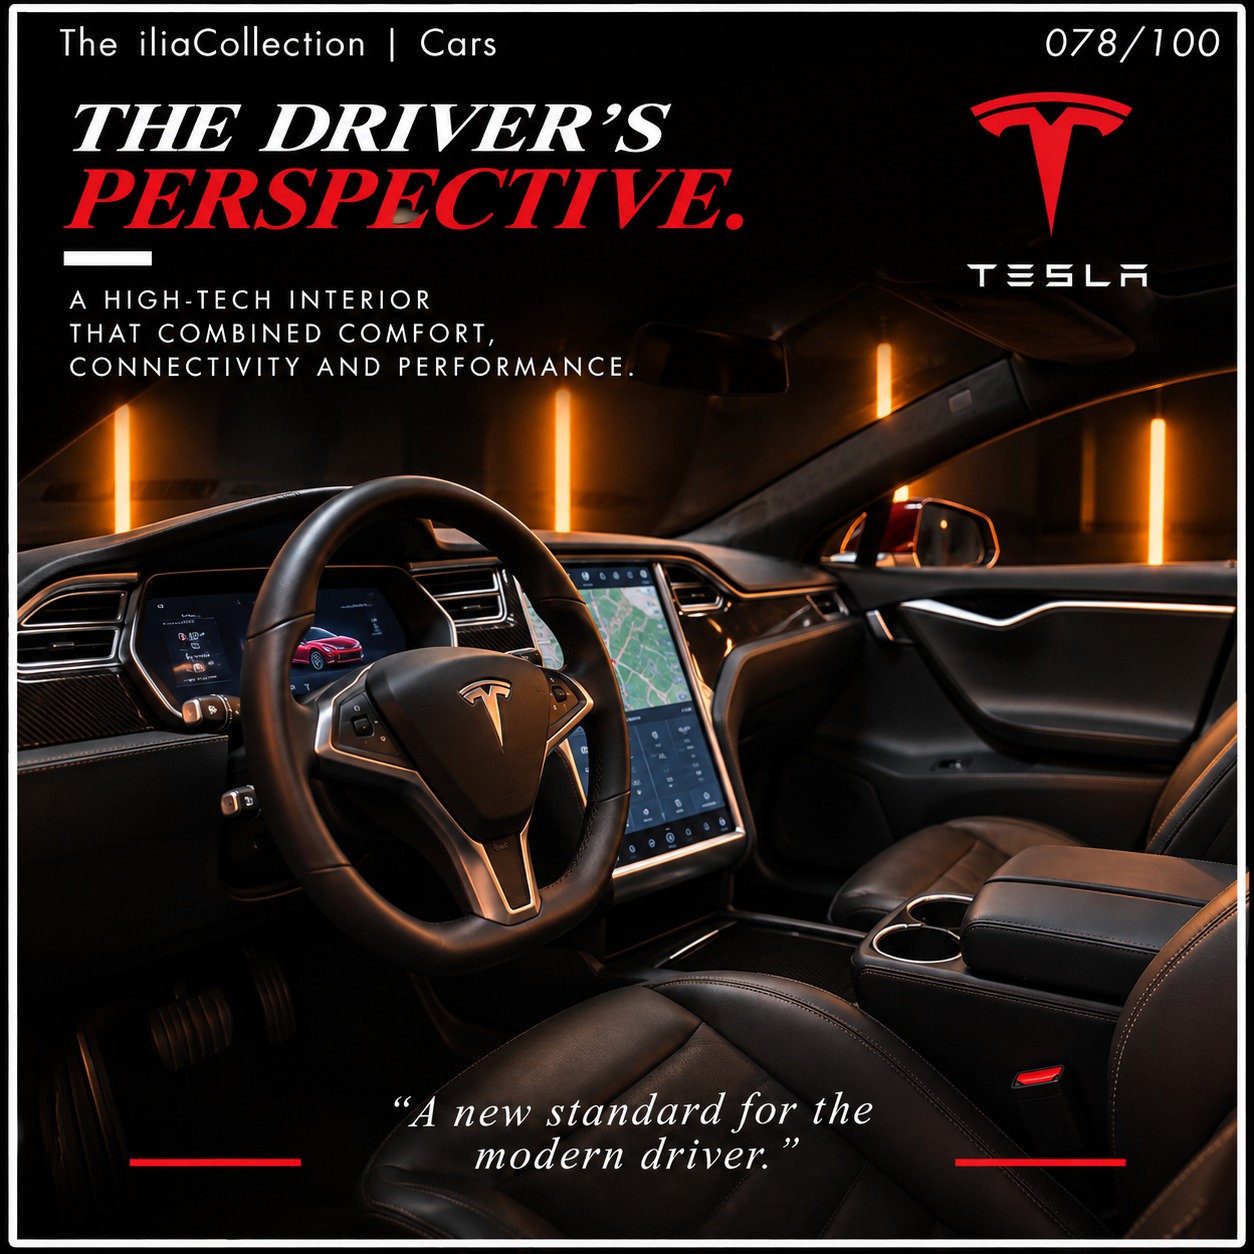 The iliaCollection | Cars
078/100
THE DRIVER’S
PERSPECTIVE.
TESLA
A HIGH-TECH INTERIOR
THAT COMBINED COMFORT,
CONNECTIVITY AND PERFORMANCE.
“A new standard for the
modern driver.”